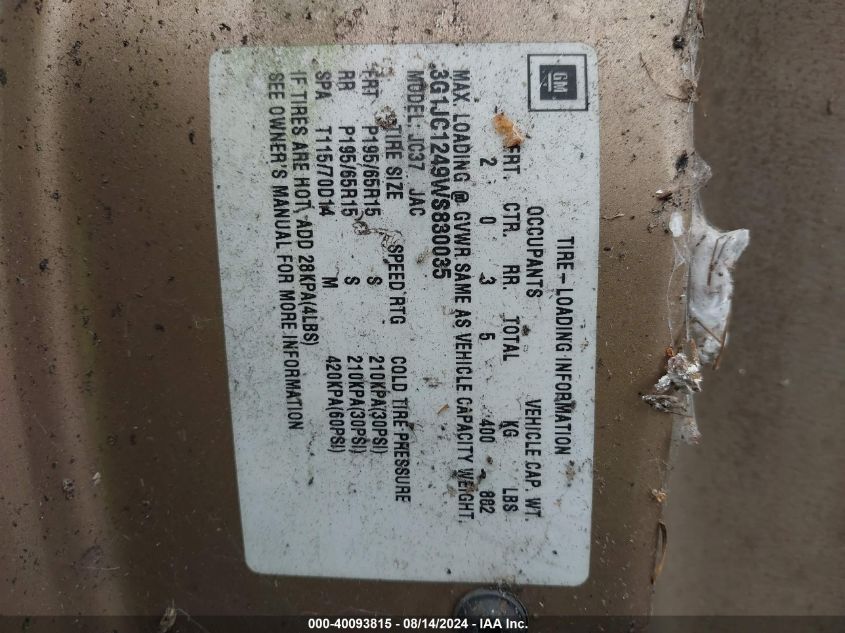 GM
TIRE-LOADING INFORMATION
OCCUPANTS VEHICLE CAP. WT.
FRT. CTR. RR. TOTAL KG LBS
2 0 3 5 400 882
MAX. LOADING @ GVWR SAME AS VEHICLE CAPACITY WEIGHT.
3G1JC1249WS830035
MODEL: JC37 JAC
TIRE SIZE SPEED RTG COLD TIRE PRESSURE
FRT P195/65R15 S 210KPA(30PSI)
RR P195/65R15 S 210KPA(30PSI)
SPA T115/70D14 M 420KPA(60PSI)
IF TIRES ARE HOT, ADD 28KPA(4LBS)
SEE OWNER'S MANUAL FOR MORE INFORMATION
000-40093815 - 08/14/2024 - IAA Inc.